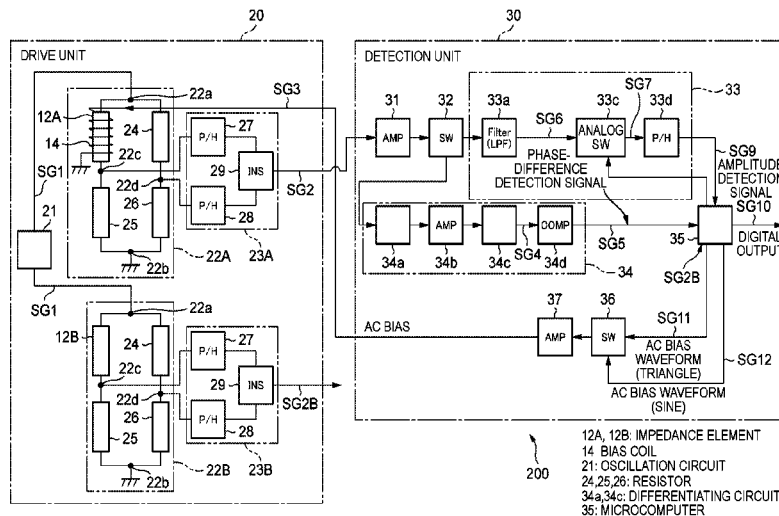 20
30
DRIVE UNIT
DETECTION UNIT
22a
SG3
12A
14
24
22c
27
P/H
29
INS
SG2
22d
P/H
28
23A
SG1
21
25
26
22b
22A
SG1
31
AMP
32
SW
33a
Filter
(LPF)
SG6
33c
ANALOG
SW
SG7
33d
P/H
33
PHASE-
DIFFERENCE
DETECTION SIGNAL
SG9
AMPLITUDE
DETECTION
SIGNAL
SG10
DIGITAL
OUTPUT
35
34a
AMP
34b
34c
SG4
COMP
34d
SG5
34
SG2B
22a
12B
24
22c
27
P/H
29
INS
SG2B
22d
P/H
28
23B
25
26
22b
22B
AC BIAS
37
AMP
36
SW
SG11
AC BIAS
WAVEFORM
(TRIANGLE)
SG12
AC BIAS WAVEFORM
(SINE)
200
12A, 12B: IMPEDANCE ELEMENT
14 BIAS COIL
21: OSCILLATION CIRCUIT
24,25,26: RESISTOR
34a,34c: DIFFERENTIATING CIRCUIT
35: MICROCOMPUTER